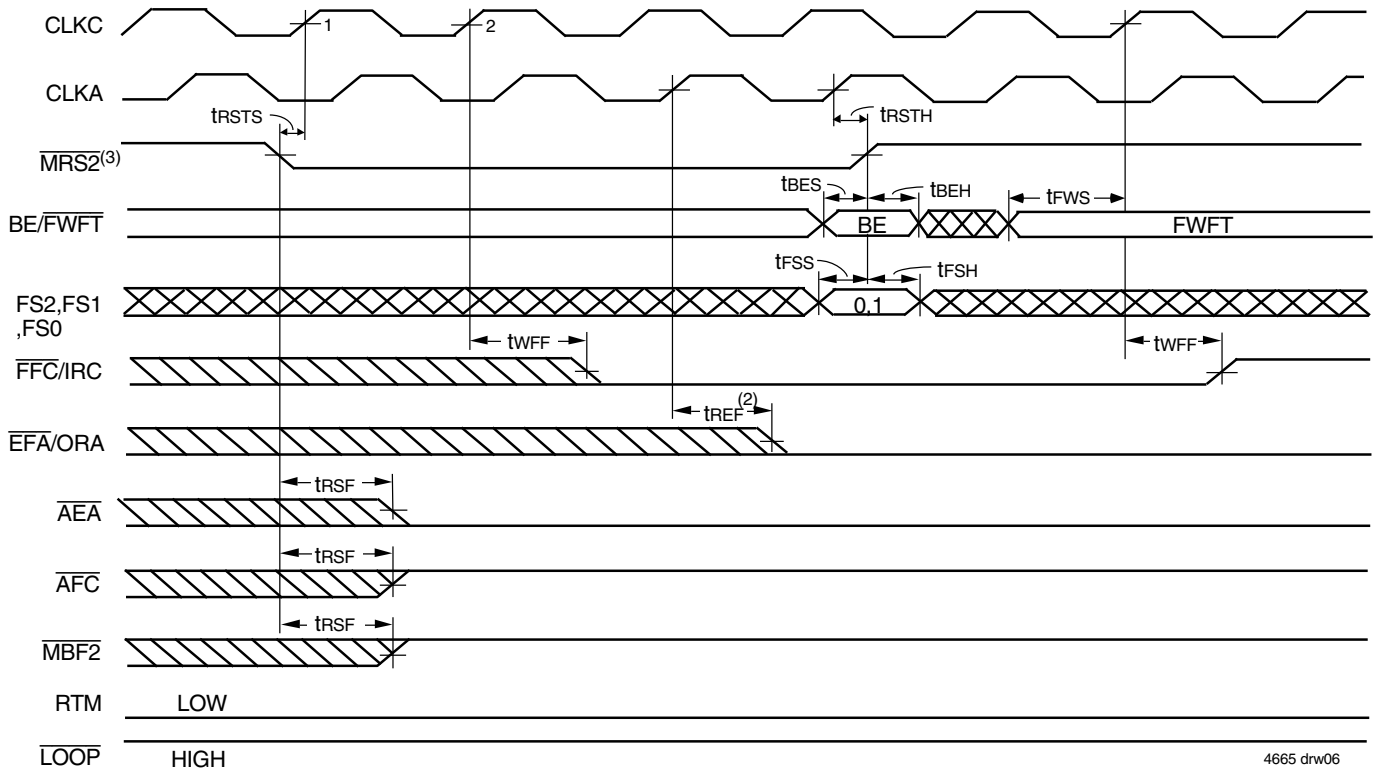 CLKC
1
2
CLKA
tRSTS
tRSTH
MRS2(3)
tBES
tBEH
tFWS
BE/FWFT
BE
FWFT
tFSS
tFSH
FS2,FS1
,FS0
0,1
tWFF
tWFF
FFC/IRC
tREF(2)
EFA/ORA
tRSF
AEA
tRSF
AFC
tRSF
MBF2
RTM
LOW
LOOP
HIGH
4665 drw06